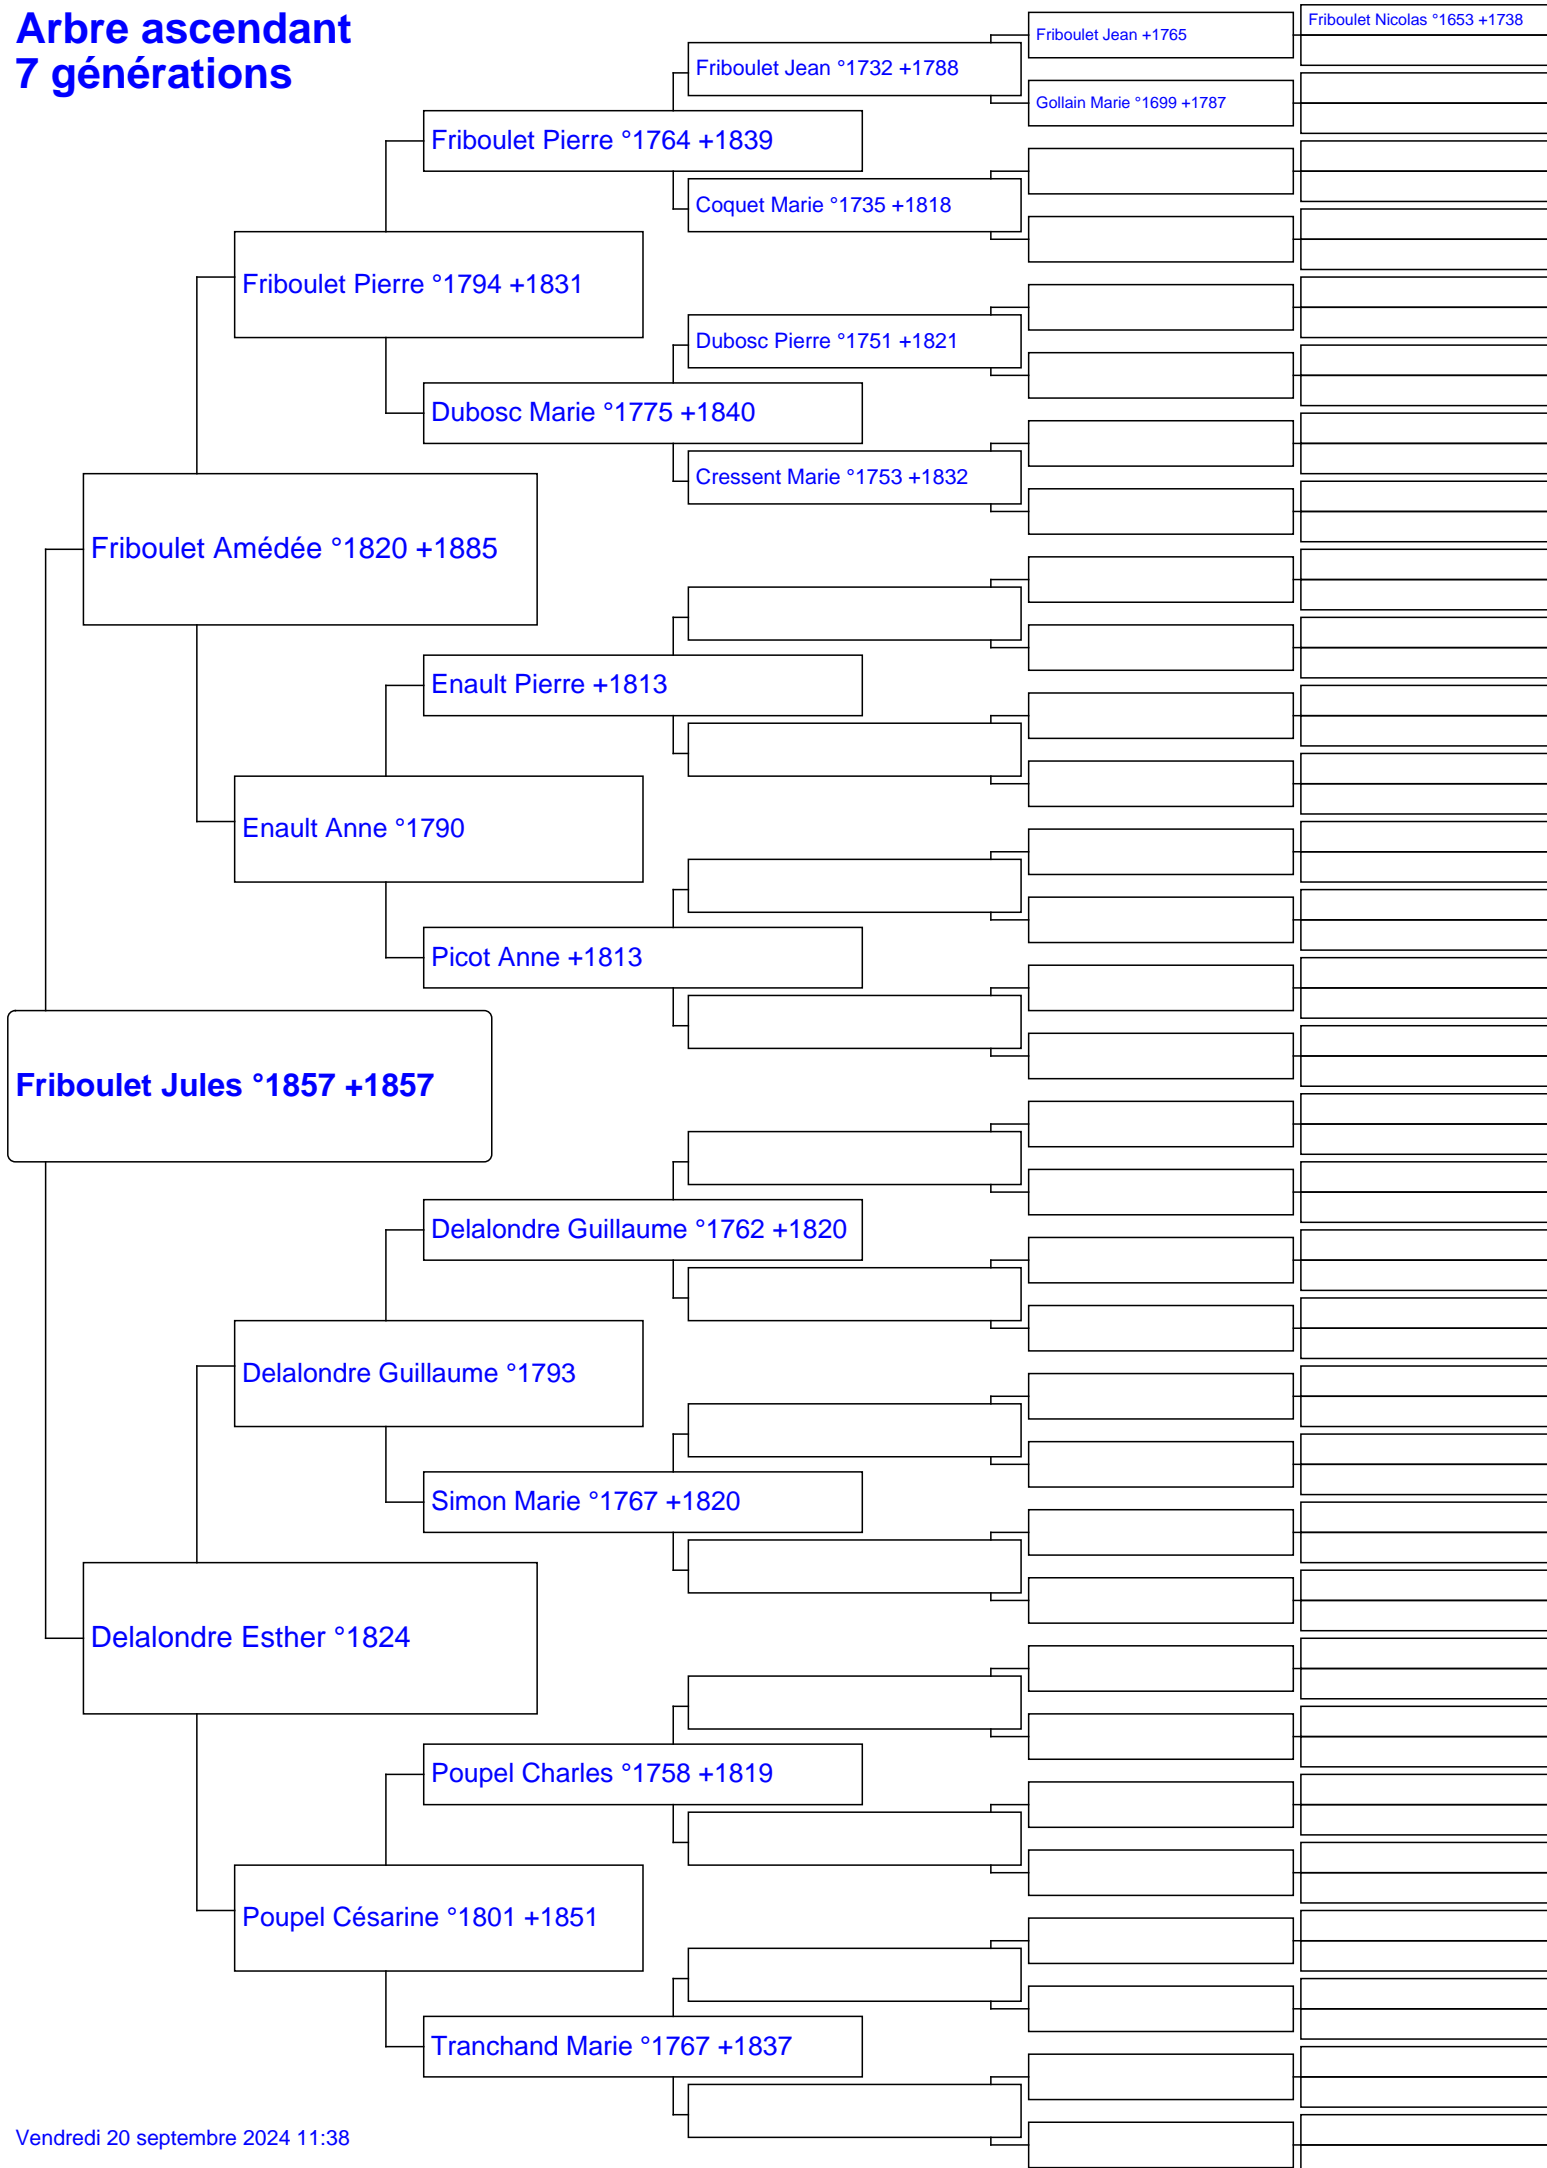 Arbre ascendant
7 générations
Friboulet Nicolas °1653 +1738
Friboulet Jean +1765
Friboulet Jean °1732 +1788
Gollain Marie °1699 +1787
Friboulet Pierre °1764 +1839
Coquet Marie °1735 +1818
Friboulet Pierre °1794 +1831
Dubosc Pierre °1751 +1821
Dubosc Marie °1775 +1840
Cressent Marie °1753 +1832
Friboulet Amédée °1820 +1885
Enault Pierre +1813
Enault Anne °1790
Picot Anne +1813
Friboulet Jules °1857 +1857
Delalondre Guillaume °1762 +1820
Delalondre Guillaume °1793
Simon Marie °1767 +1820
Delalondre Esther °1824
Poupel Charles °1758 +1819
Poupel Césarine °1801 +1851
Tranchand Marie °1767 +1837
Vendredi 20 septembre 2024 11:38